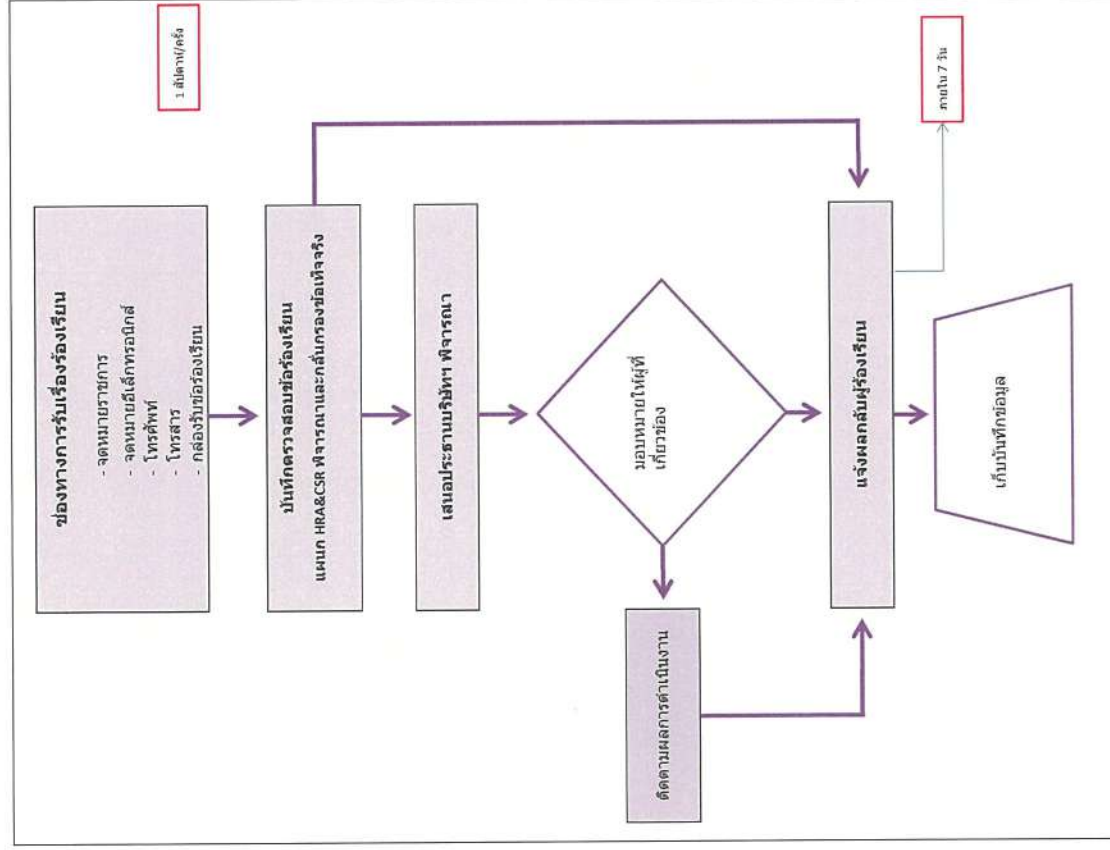 ช่องทางการรับเรื่องร้องเรียน
- จดหมายราชการ
- จดหมายอีเล็กทรอนิกส์
- โทรศัพท์
- โทรสาร
- กล่องรับข้อร้องเรียน
1 สัปดาห์/ครั้ง
บันทึกตรวจสอบข้อร้องเรียน
แผนก HRA&CSR พิจารณาและกลั่นกรองข้อเท็จจริง
เสนอประธานบริษัทฯ พิจารณา
มอบหมายให้ผู้ที่
เกี่ยวข้อง
ติดตามผลการดำเนินงาน
แจ้งผลกลับผู้ร้องเรียน
ภายใน 7 วัน
เก็บบันทึกข้อมูล